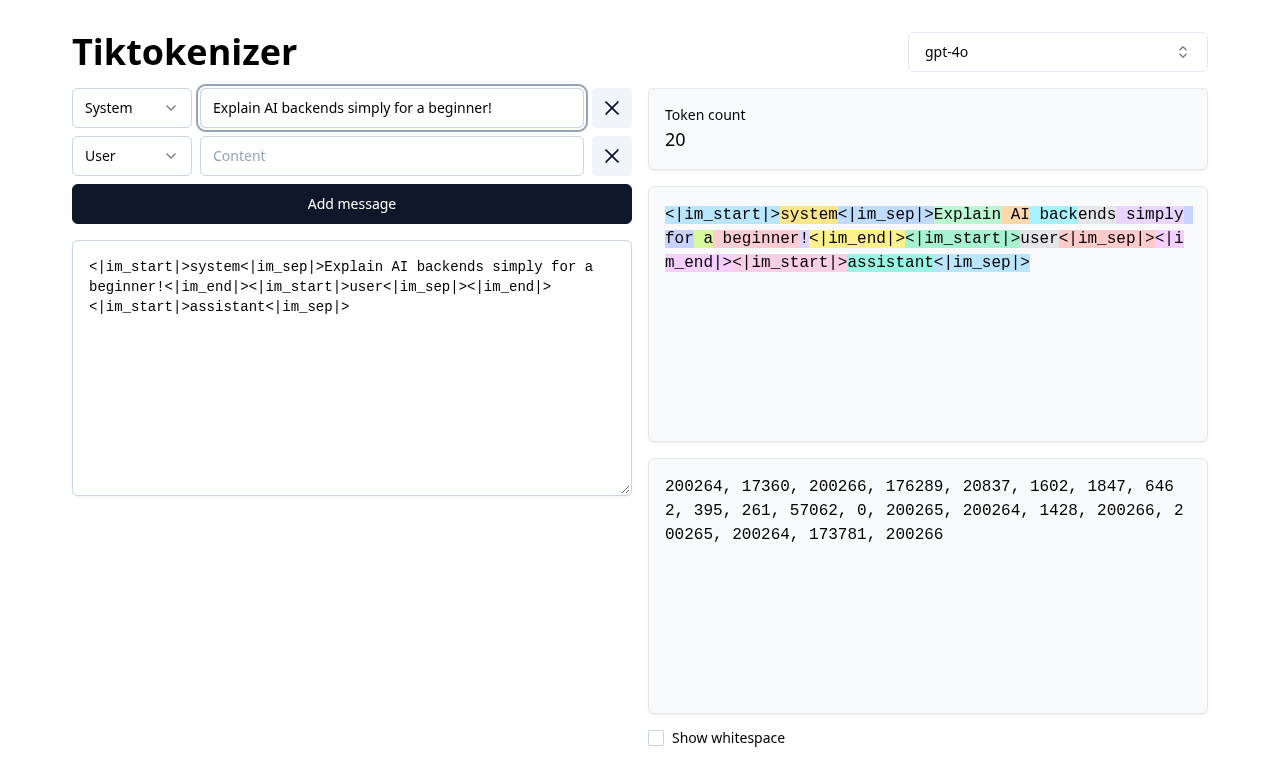 Tiktokenizer
gpt-4o
System
Explain AI backends simply for a beginner!
User
Content
Add message
<|im_start|>system<|im_sep|>Explain AI backends simply for a
beginner!<|im_end|><|im_start|>user<|im_sep|><|im_end|>
<|im_start|>assistant<|im_sep|>
Token count
20
<|im_start|>system<|im_sep|>Explain AI backends simply
for a beginner!<|im_end|><|im_start|>user<|im_sep|><|i
m_end|><|im_start|>assistant<|im_sep|>
200264, 17360, 200266, 176289, 20837, 1602, 1847, 646
2, 395, 261, 57062, 0, 200265, 200264, 1428, 200266, 2
00265, 200264, 173781, 200266
Show whitespace